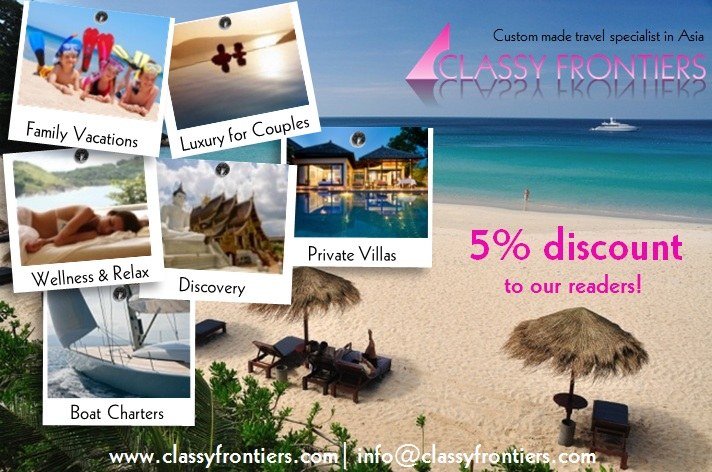 Custom made travel specialist in Asia
CLASSY FRONTIERS
Family Vacations
Luxury for Couples
Wellness & Relax
Discovery
Private Villas
Boat Charters
5% discount
to our readers!
www.classyfrontiers.com | info@classyfrontiers.com